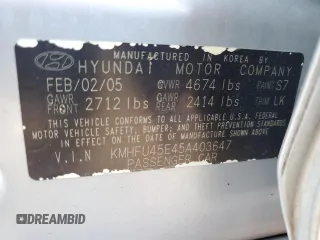 MANUFACTURED IN KOREA BY
HYUNDAI MOTOR COMPANY
FEB/02/05 GVWR 4674 lbs PAINT S7
GAWR FRONT 2712 lbs GAWR REAR 2414 lbs TRIM LK
THIS VEHICLE CONFORMS TO ALL APPLICABLE U.S.A. FEDERAL
MOTOR VEHICLE SAFETY, BUMPER, AND THEFT PREVENTION
STANDARDS IN EFFECT ON THE DATE OF MANUFACTURE SHOWN
ABOVE.
V.I.N KMHFU45E45A403647
PASSENGER CAR